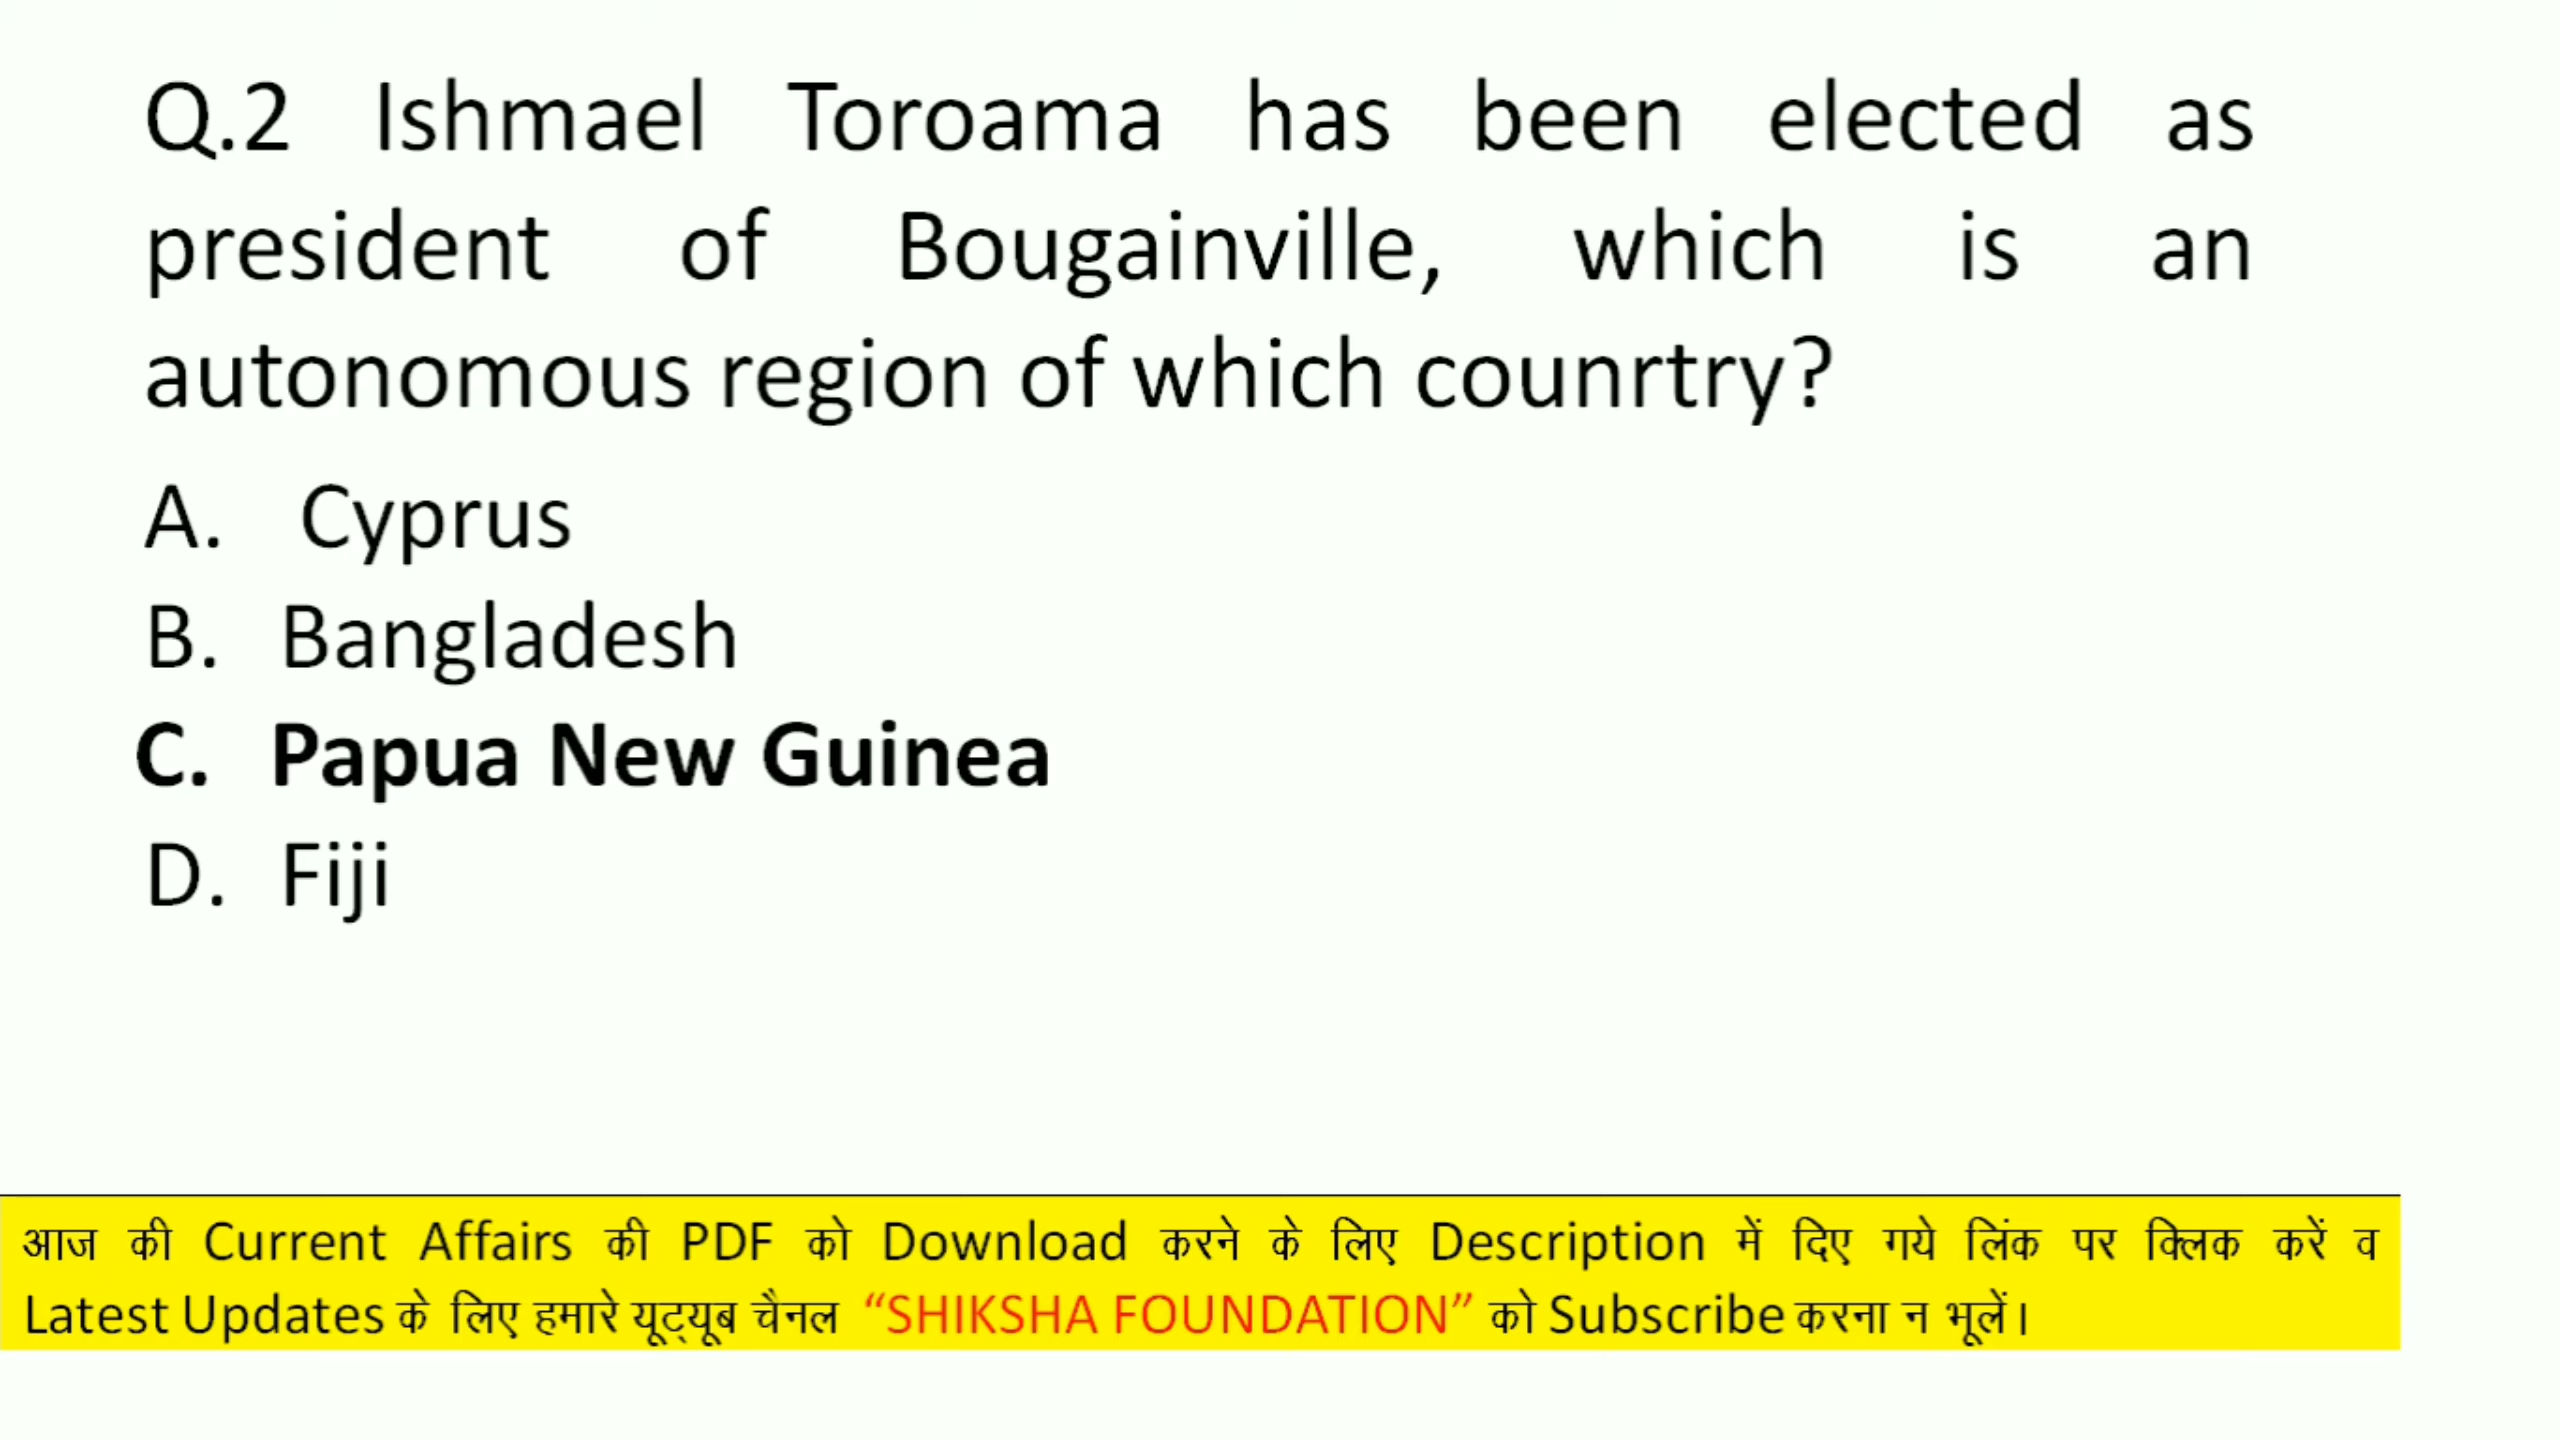 Q.2 Ishmael Toroama has been elected as
president of Bougainville, which is an
autonomous region of which counrtry?
A. Cyprus
B. Bangladesh
C. Papua New Guinea
D. Fiji
आज की Current Affairs की PDF को Download करने के लिए Description में दिए गये लिंक पर क्लिक करें व
Latest Updates के लिए हमारे यूट्यूब चैनल “SHIKSHA FOUNDATION” को Subscribe करना न भूलें।